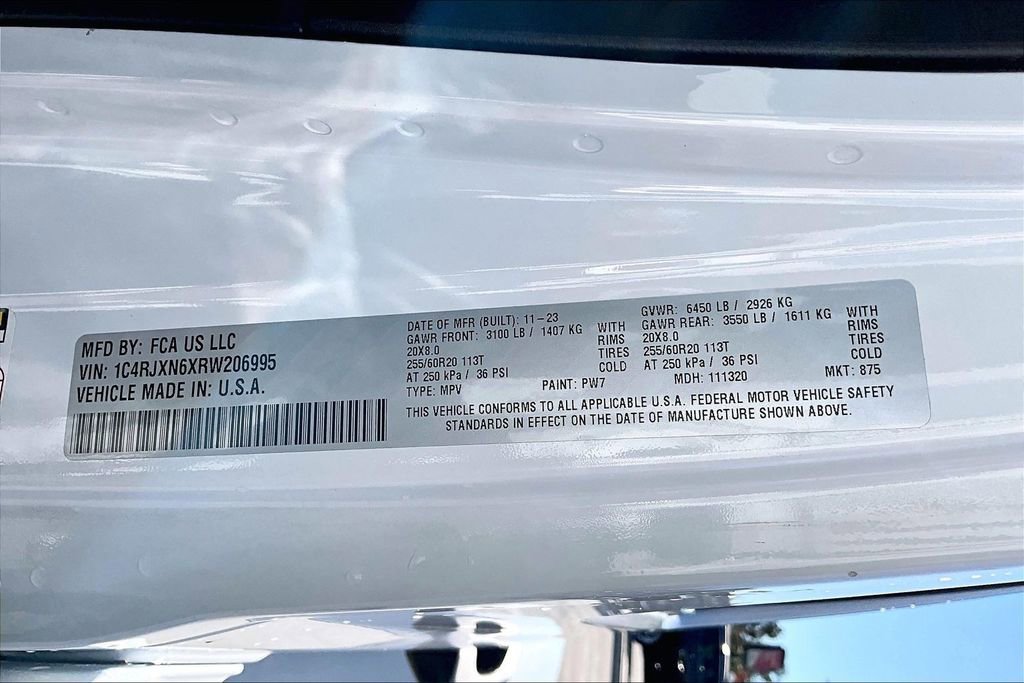 MFD BY: FCA US LLC
VIN: 1C4RJXN6XRW206995
VEHICLE MADE IN: U.S.A.
DATE OF MFR (BUILT): 11-23
GAWR FRONT: 3100 LB / 1407 KG WITH
20X8.0 RIMS
255/60R20 113T TIRES
AT 250 kPa / 36 PSI COLD
TYPE: MPV PAINT: PW7
GVWR: 6450 LB / 2926 KG
GAWR REAR: 3550 LB / 1611 KG WITH
20X8.0 RIMS
255/60R20 113T TIRES
AT 250 kPa / 36 PSI COLD
MDH: 111320 MKT: 875
THIS VEHICLE CONFORMS TO ALL APPLICABLE U.S.A. FEDERAL MOTOR VEHICLE SAFETY
STANDARDS IN EFFECT ON THE DATE OF MANUFACTURE SHOWN ABOVE.